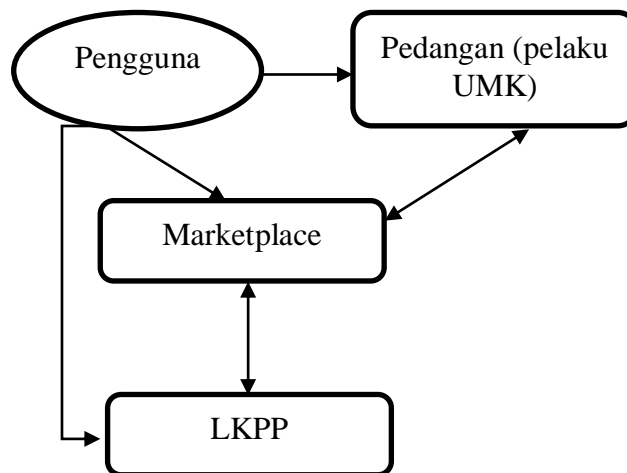 Pengguna
Pedangan (pelaku
UMK)
Marketplace
LKPP